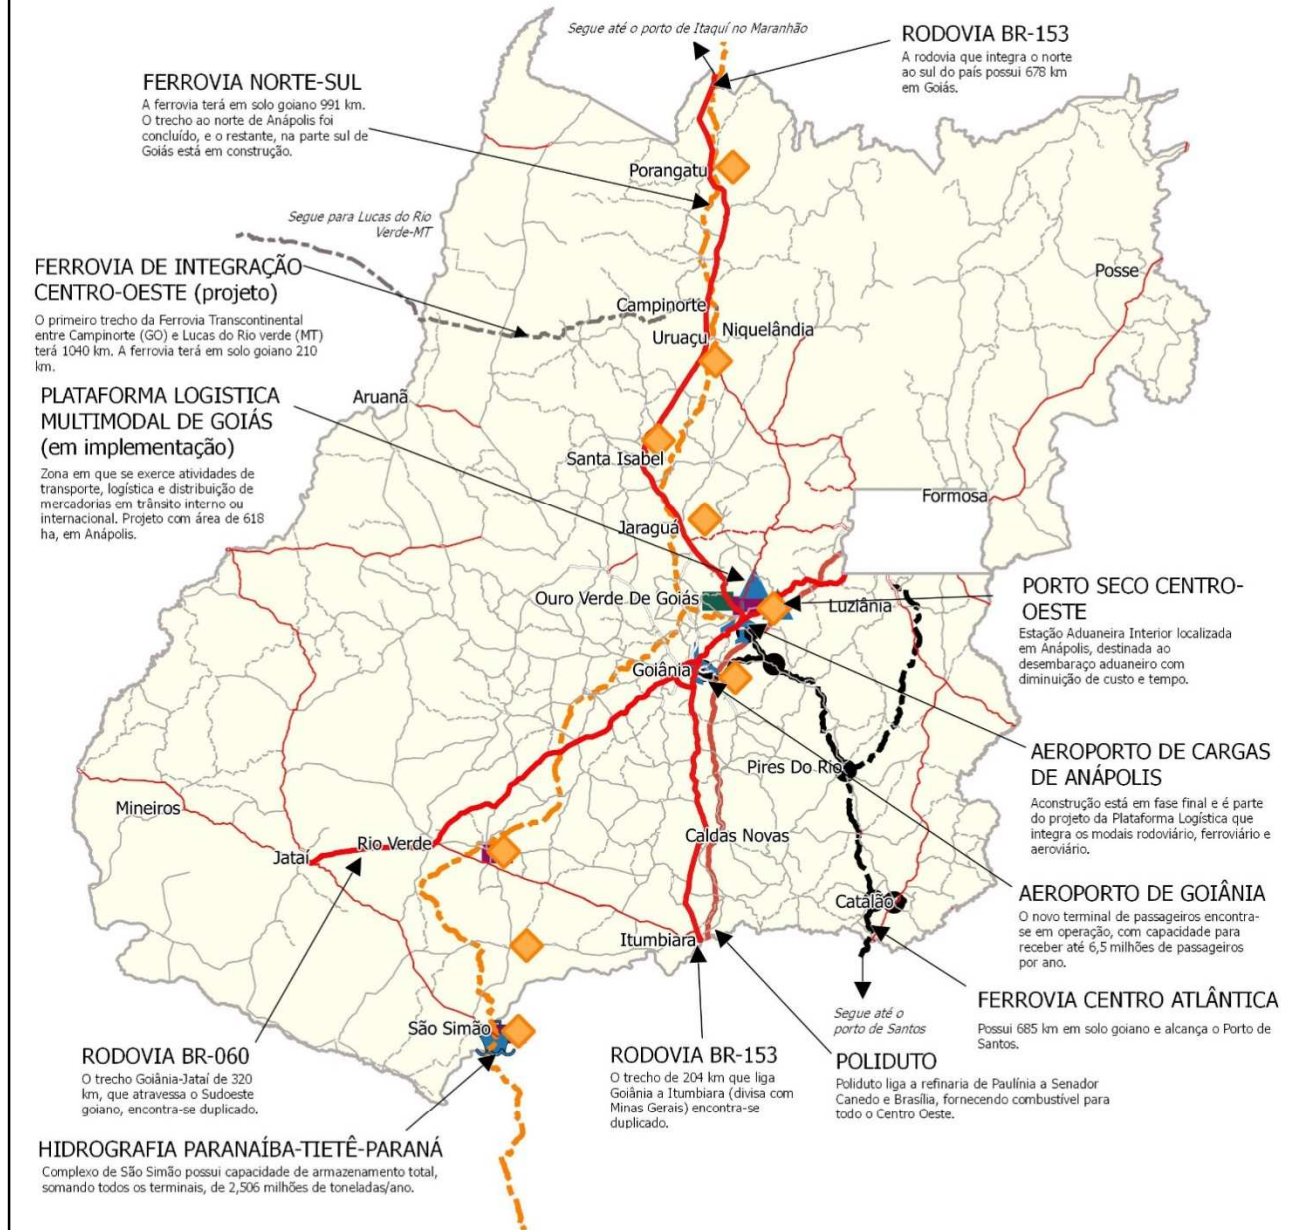 Segue até o porto de Itaquí no Maranhão
RODOVIA BR-153
A rodovia que integra o norte
ao sul do país possui 678 km
em Goiás.
FERROVIA NORTE-SUL
A ferrovia terá em solo goiano 991 km.
O trecho ao norte de Anápolis foi
concluído, e o restante, na parte sul de
Goiás está em construção.
Porangatu
Segue para Lucas do Rio
Verde-MT
FERROVIA DE INTEGRAÇÃO
CENTRO-OESTE (projeto)
O primeiro trecho da Ferrovia Transcontinental
entre Campinorte (GO) e Lucas do Rio verde (MT)
terá 1040 km. A ferrovia terá em solo goiano 210
km.
Posse
Campinorte
Uruaçu
Niquelândia
PLATAFORMA LOGISTICA
MULTIMODAL DE GOIÁS
(em implementação)
Zona em que se exerce atividades de
transporte, logística e distribuição de
mercadorias em trânsito interno ou
internacional. Projeto com área de 618
ha, em Anápolis.
Aruanã
Santa Isabel
Formosa
Jaraguá
Ouro Verde De Goiás
Luziânia
PORTO SECO CENTRO-
OESTE
Estação Aduaneira Interior localizada
em Anápolis, destinada ao
desembaraço aduaneiro com
diminuição de custo e tempo.
Goiânia
AEROPORTO DE CARGAS
DE ANÁPOLIS
Aconstrução está em fase final e é parte
do projeto da Plataforma Logística que
integra os modais rodoviário, ferroviário e
aeroviário.
Pires Do Rio
Mineiros
Jataí
Rio Verde
Caldas Novas
AEROPORTO DE GOIÂNIA
O novo terminal de passageiros encontra-
se em operação, com capacidade para
receber até 6,5 milhões de passageiros
por ano.
Catalão
Itumbiara
FERROVIA CENTRO ATLÂNTICA
Possui 685 km em solo goiano e alcança o Porto de
Santos.
Segue até o
porto de Santos
São Simão
RODOVIA BR-060
O trecho Goiânia-Jataí de 320
km, que atravessa o Sudoeste
goiano, encontra-se duplicado.
RODOVIA BR-153
O trecho de 204 km que liga
Goiânia a Itumbiara (divisa com
Minas Gerais) encontra-se
duplicado.
POLIDUTO
Poliduto liga a refinaria de Paulínia a Senador
Canedo e Brasília, fornecendo combustível para
todo o Centro Oeste.
HIDROGRAFIA PARANAÍBA-TIETÊ-PARANÁ
Complexo de São Simão possui capacidade de armazenamento total,
somando todos os terminais, de 2,506 milhões de toneladas/ano.